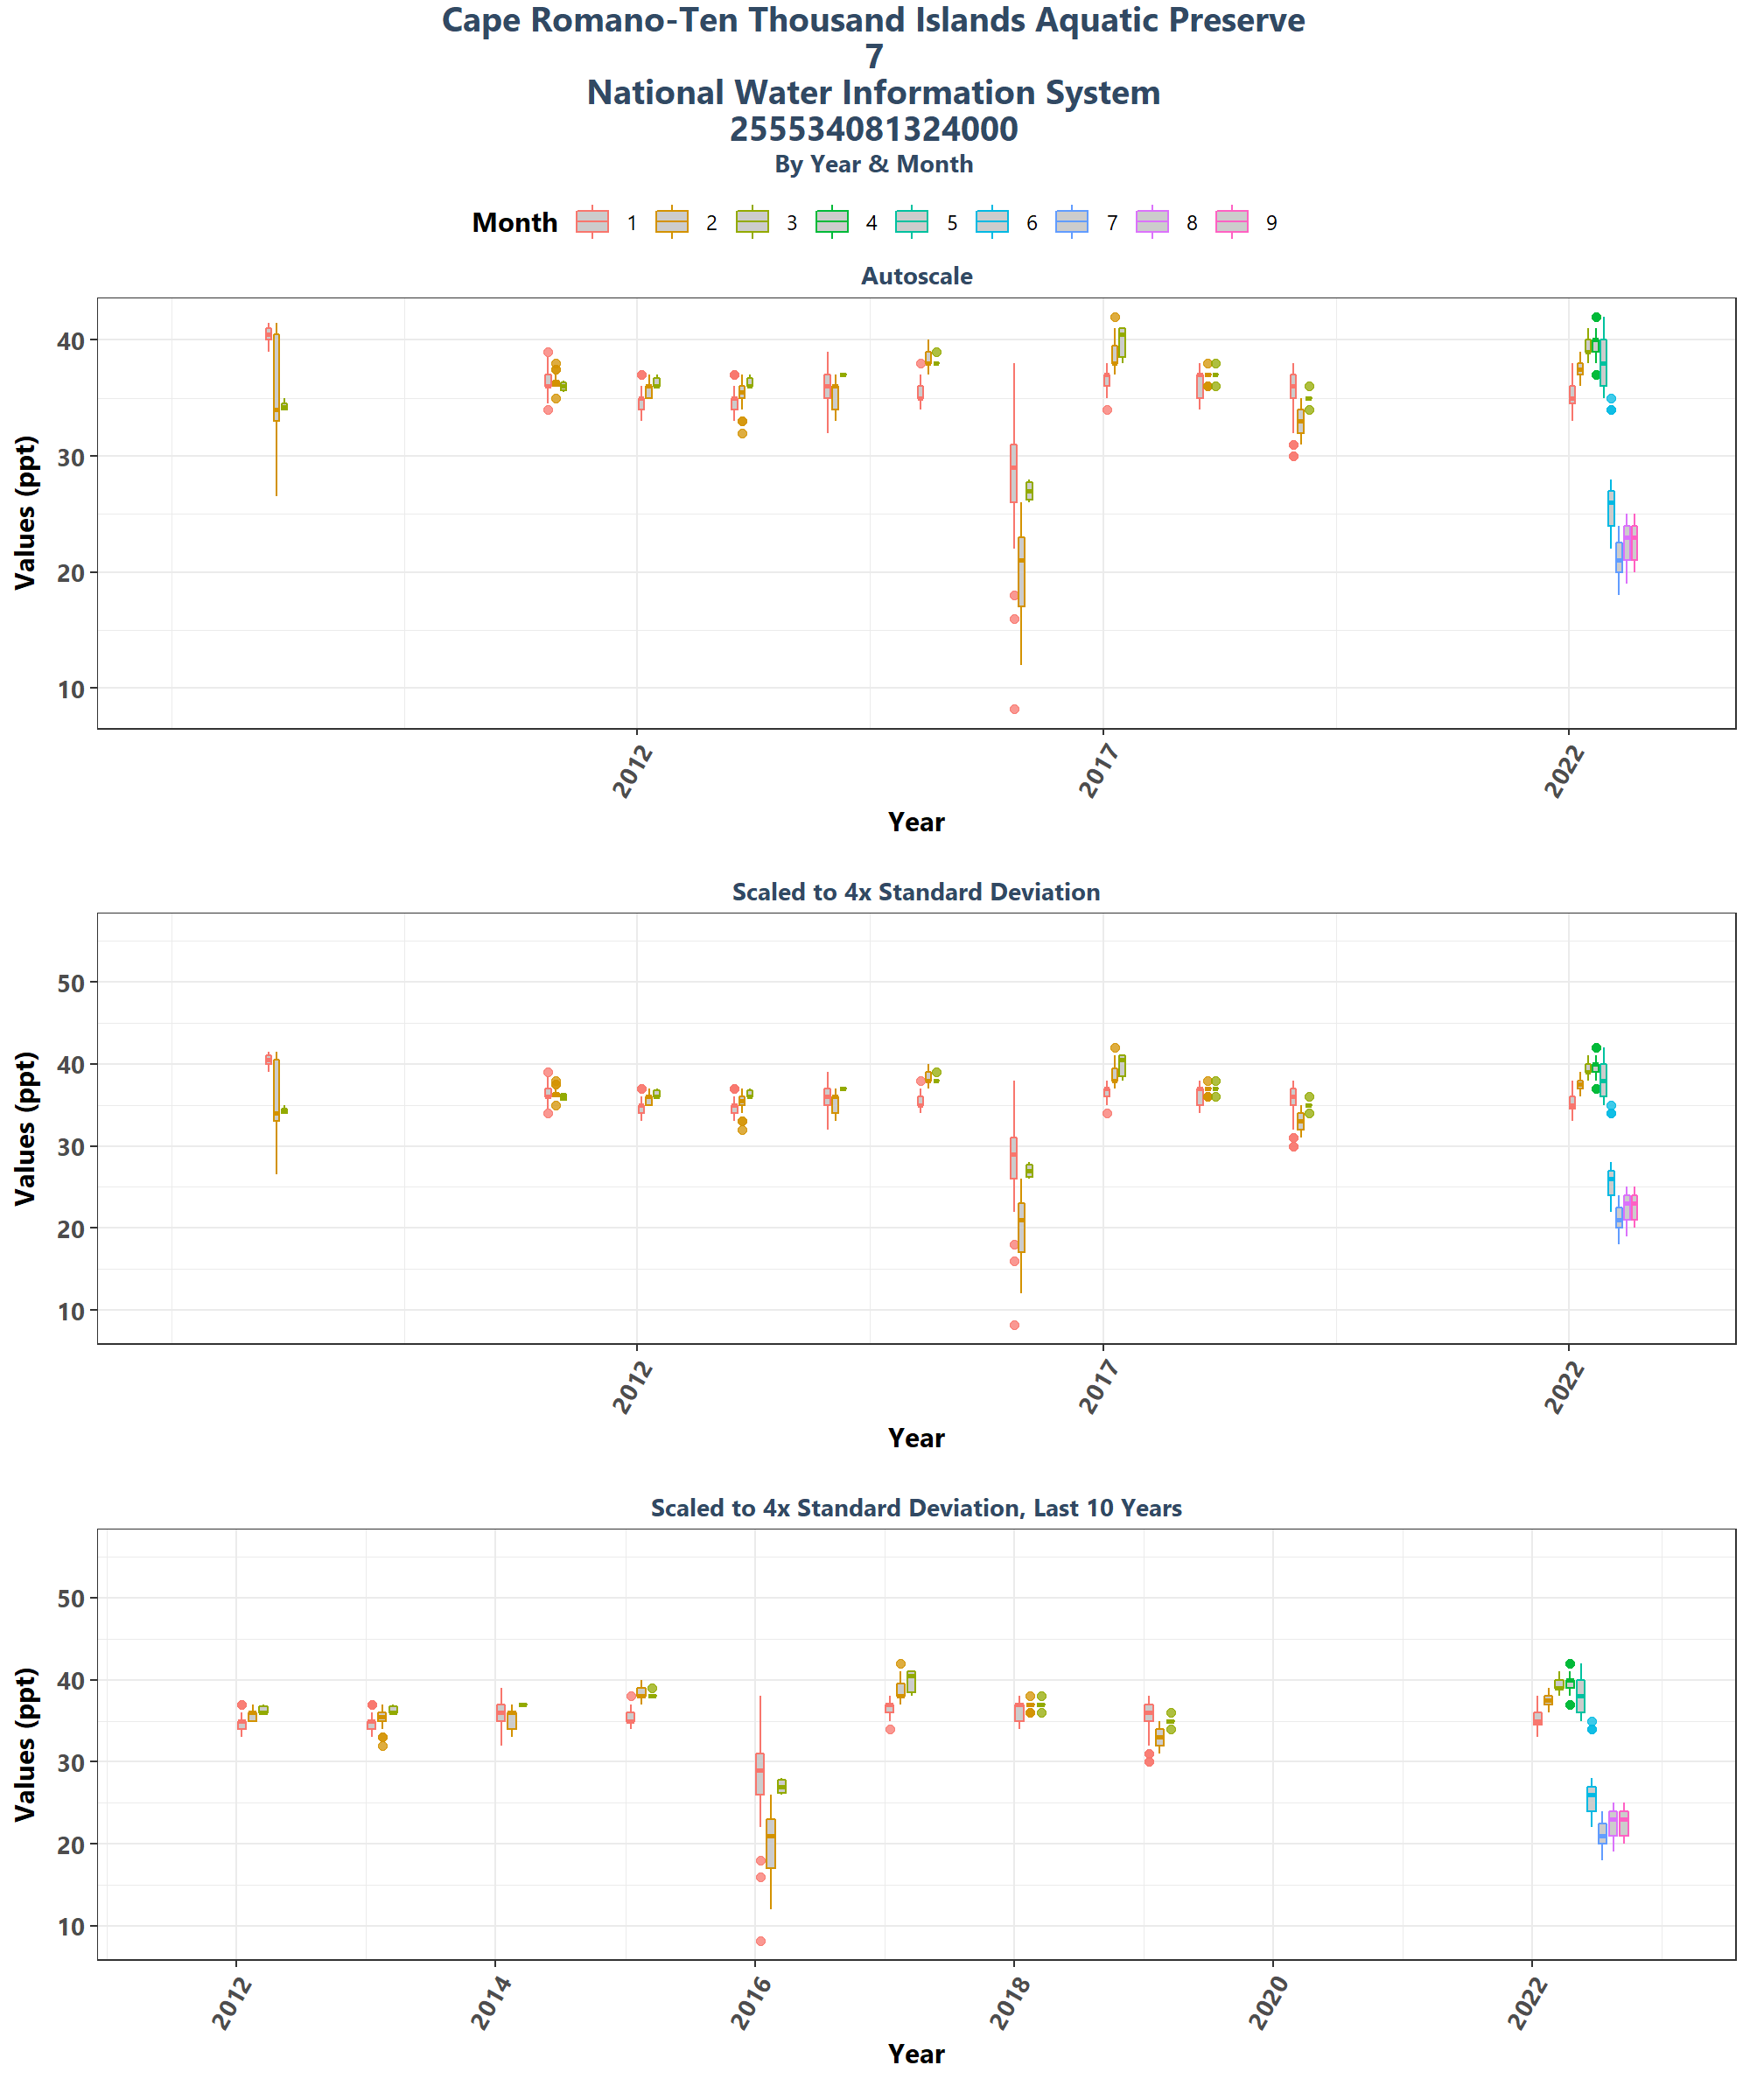 Cape Romano-Ten Thousand Islands Aquatic Preserve
7
National Water Information System
255534081324000
By Year & Month
Month 1 2 3 4 5 6 7 8 9
Autoscale
Values (ppt)
40
30
20
10
2012 2017 2022
Year
Scaled to 4x Standard Deviation
Values (ppt)
50
40
30
20
10
2012 2017 2022
Year
Scaled to 4x Standard Deviation, Last 10 Years
Values (ppt)
50
40
30
20
10
2012 2014 2016 2018 2020 2022
Year